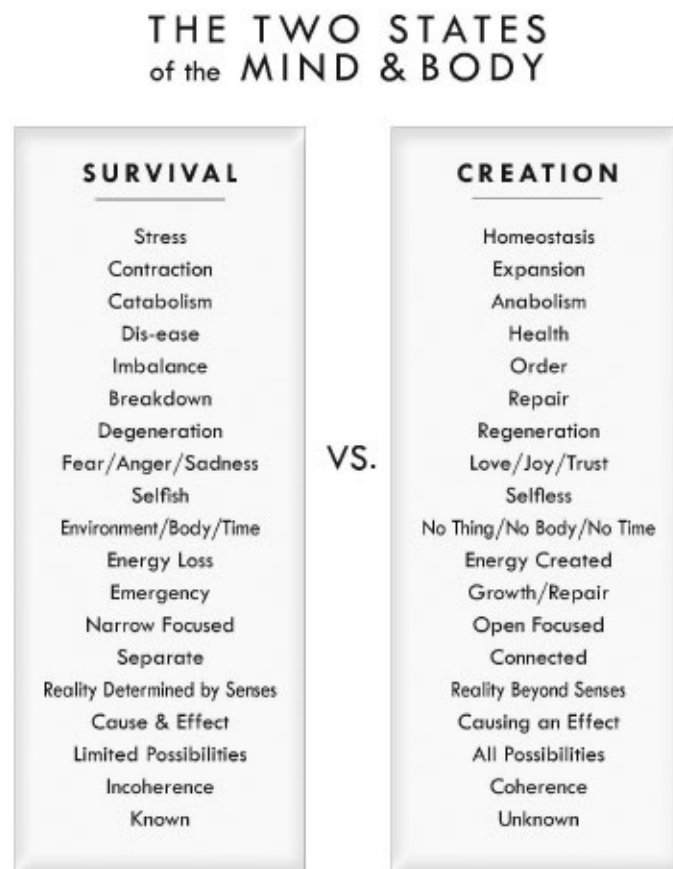 THE TWO STATES
of the MIND & BODY
SURVIVAL
Stress
Contraction
Catabolism
Dis-ease
Imbalance
Breakdown
Degeneration
Fear/Anger/Sadness
Selfish
Environment/Body/Time
Energy Loss
Emergency
Narrow Focused
Separate
Reality Determined by Senses
Cause & Effect
Limited Possibilities
Incoherence
Known
VS.
CREATION
Homeostasis
Expansion
Anabolism
Health
Order
Repair
Regeneration
Love/Joy/Trust
Selfless
No Thing/No Body/No Time
Energy Created
Growth/Repair
Open Focused
Connected
Reality Beyond Senses
Causing an Effect
All Possibilities
Coherence
Unknown